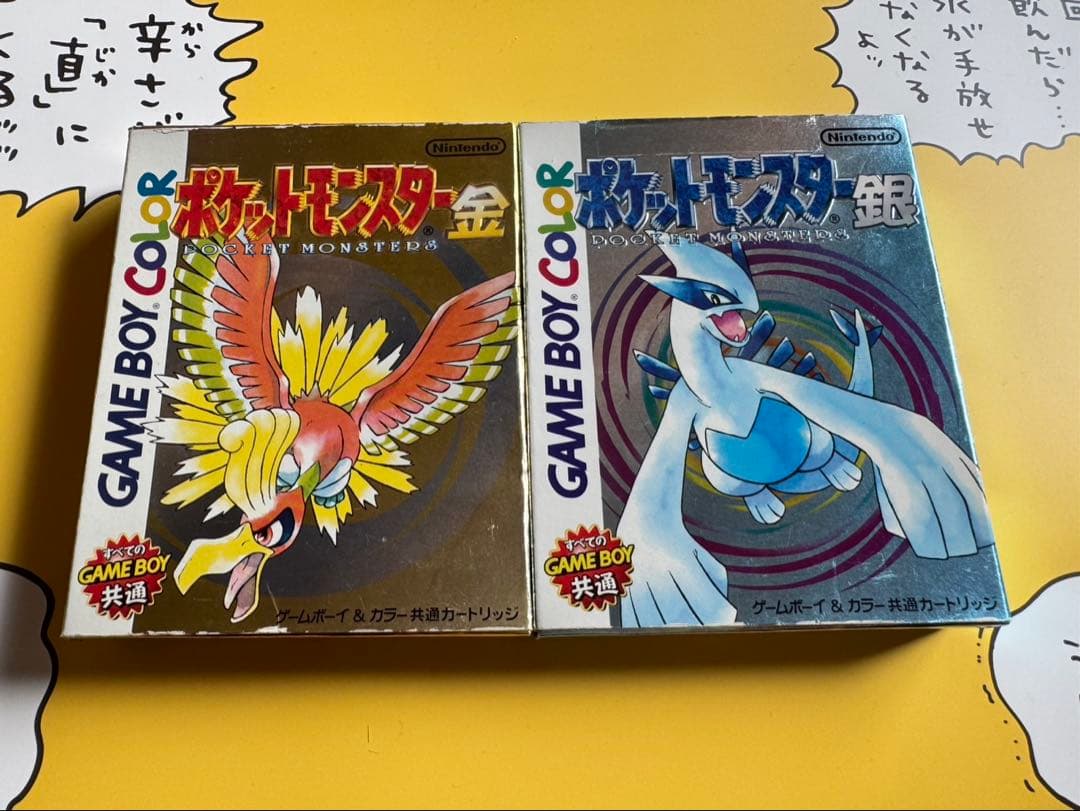 辛さが
から
「直」に
じか
くるッッ
飲んだら…
水が手放せ
なくなる
よッ
Nintendo
GAME BOY COLOR
ポケットモンスター金
POCKET MONSTERS
すべての
GAME BOY
共通
ゲームボーイ & カラー 共通カートリッジ
Nintendo
GAME BOY COLOR
ポケットモンスター銀
POCKET MONSTERS
すべての
GAME BOY
共通
ゲームボーイ & カラー 共通カートリッジ